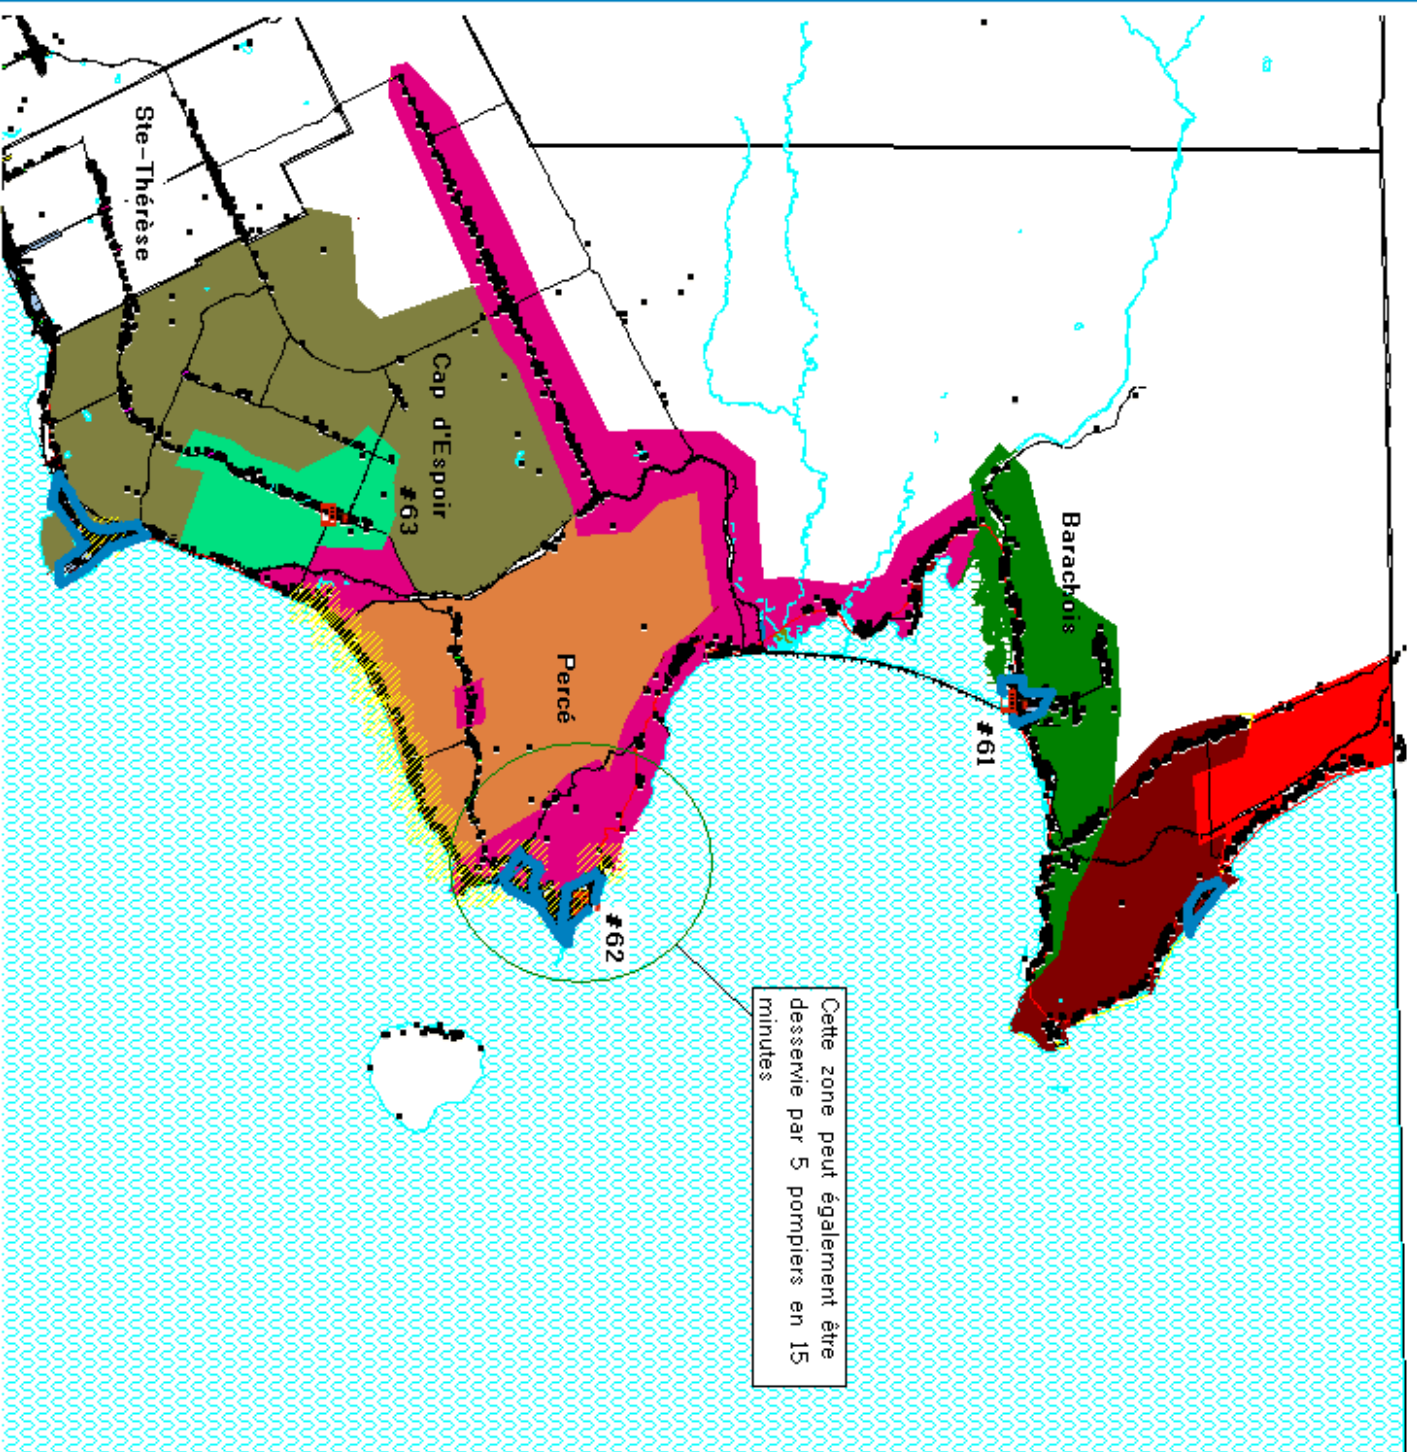 Ste-Thérèse
Cap d'Espoir
#63
Percé
Barachois
#61
#62
Cette zone peut également être
desservie par 5 pompiers en 15
minutes